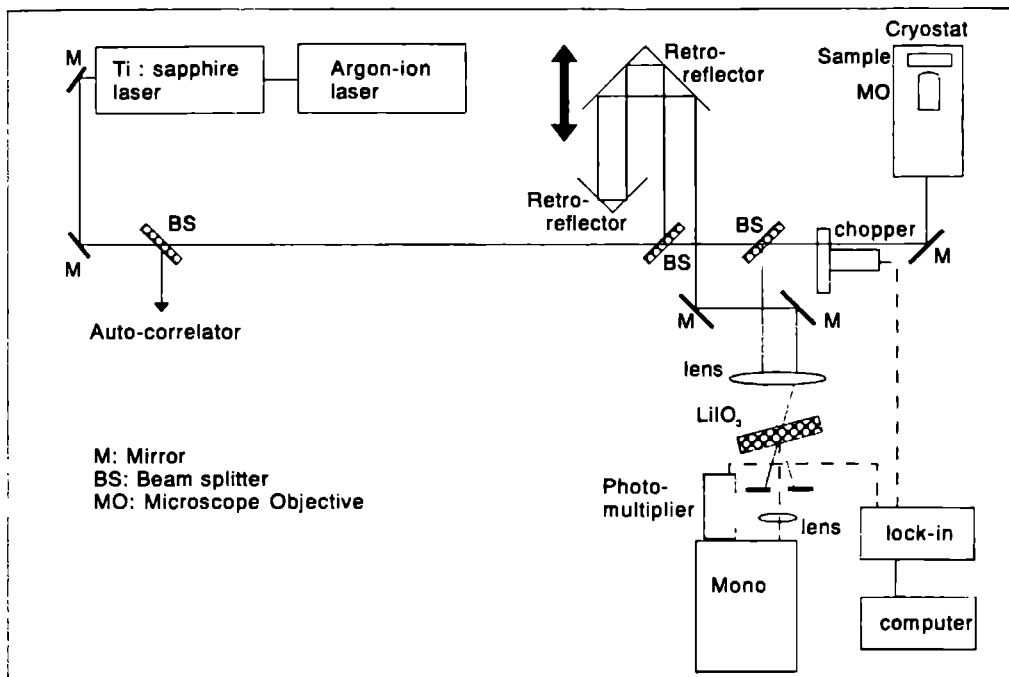 M
Ti : sapphire
laser
Argon-ion
laser
Retro-
reflector
Cryostat
Sample
MO
Retro-
reflector
BS
M
BS
BS
chopper
M
Auto-correlator
M
M
lens
LiIO3
M: Mirror
BS: Beam splitter
MO: Microscope Objective
Photo-
multiplier
lens
lock-in
Mono
computer